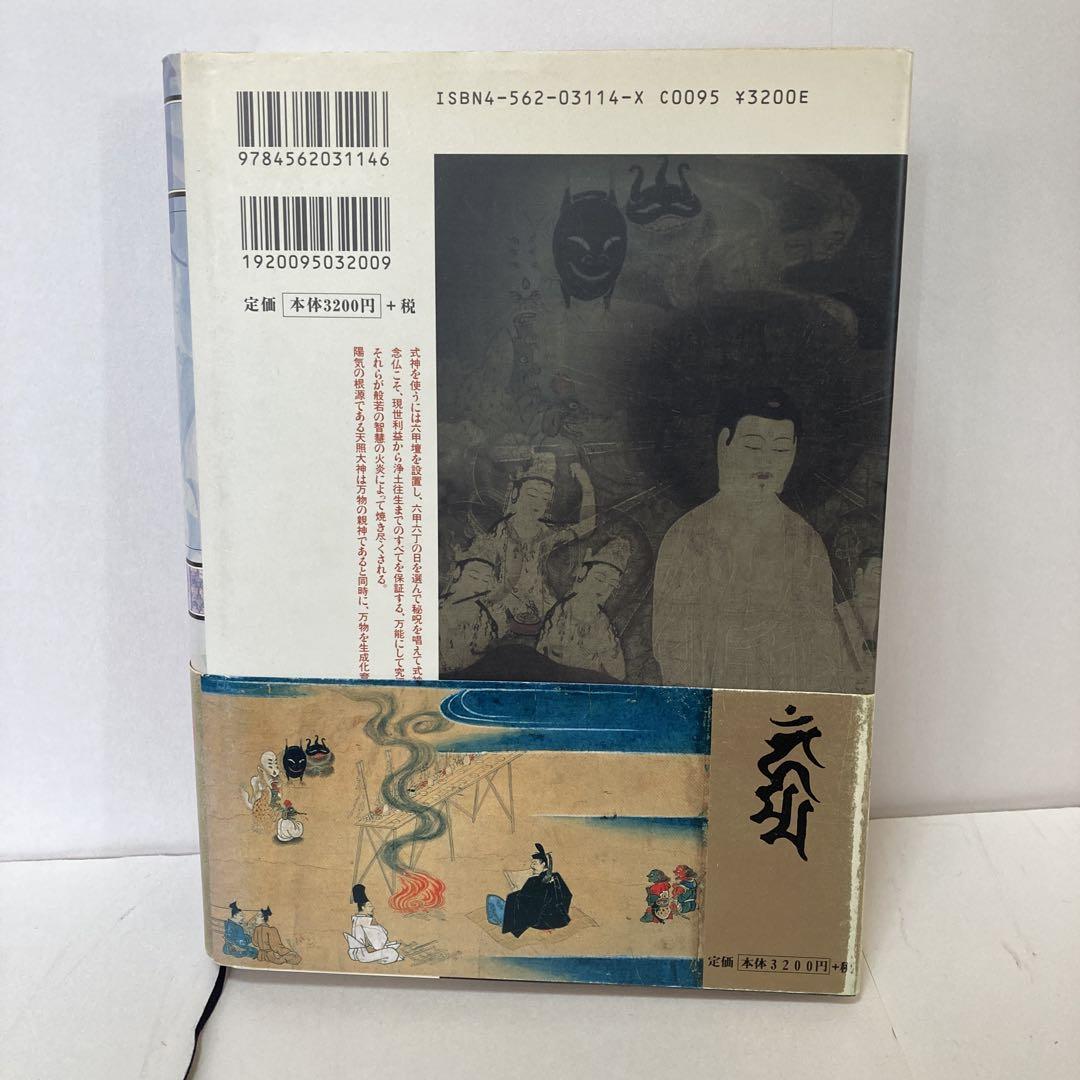 ISBN4-562-03114-X C0095 ¥3200E
9784562031146
1920095032009
定価 本体3200円 +税
式神を使うには六甲壇を設置し、六甲六丁の日を選んで秘呪を唱えて式神
念仏こそ、現世利益から浄土往生までのすべてを保証する、万能にして究
それらが般若の智慧の火炎によって焼き尽くされる。
陽気の根源である天照大神は万物の親神であると同時に、万物を生成化育
定価 本体3200円 +税